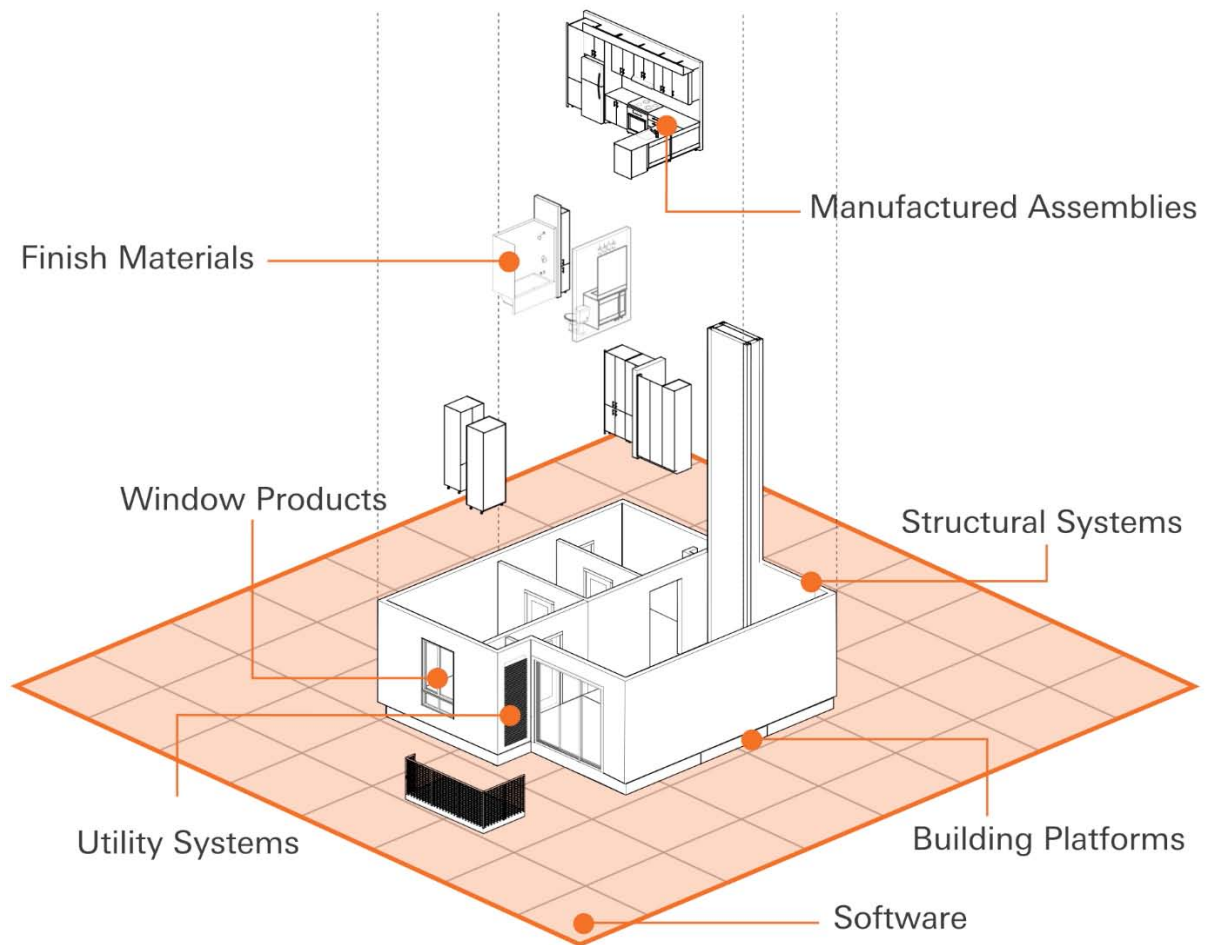 Manufactured Assemblies
Finish Materials
Window Products
Structural Systems
Utility Systems
Building Platforms
Software